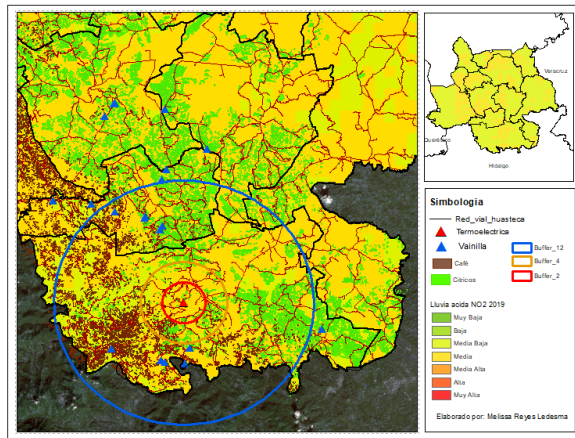 Veracruz
Querétaro
Hidalgo
Simbologia
Red_vial_huasteca
Termoelectrica
Vainilla
Café
Citricos
Buffer_12
Buffer_4
Buffer_2
Lluvia acida NO2 2019
Muy Baja
Baja
Media Baja
Media
Media Alta
Alta
Muy Alta
Elaborado por: Melissa Reyes Ledesma